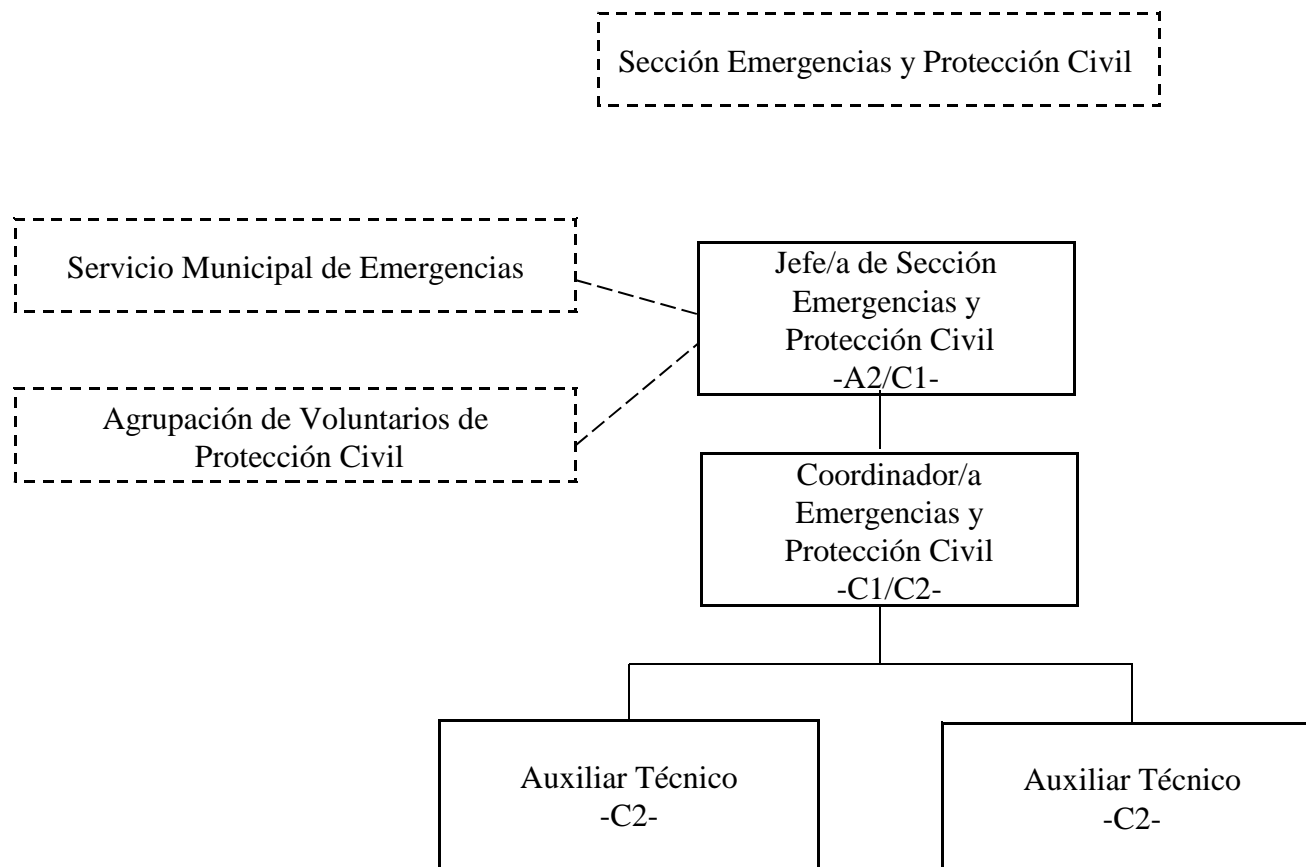 Sección Emergencias y Protección Civil
Servicio Municipal de Emergencias
Jefe/a de Sección
Emergencias y
Protección Civil
-A2/C1-
Agrupación de Voluntarios de
Protección Civil
Coordinador/a
Emergencias y
Protección Civil
-C1/C2-
Auxiliar Técnico
-C2-
Auxiliar Técnico
-C2-